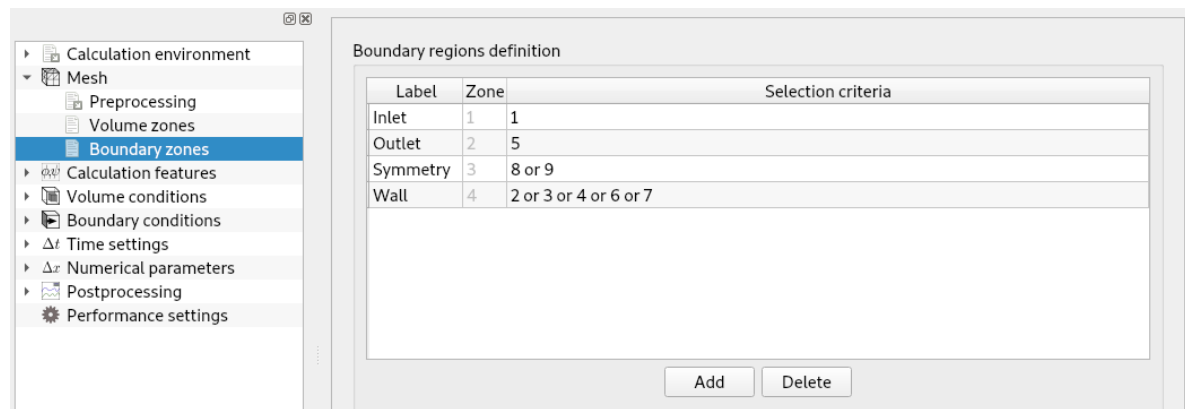 Calculation environment
Mesh
Preprocessing
Volume zones
Boundary zones
Calculation features
Volume conditions
Boundary conditions
Δt Time settings
Δx Numerical parameters
Postprocessing
Performance settings
Boundary regions definition
Label Zone Selection criteria
Inlet 1 1
Outlet 2 5
Symmetry 3 8 or 9
Wall 4 2 or 3 or 4 or 6 or 7
Add Delete